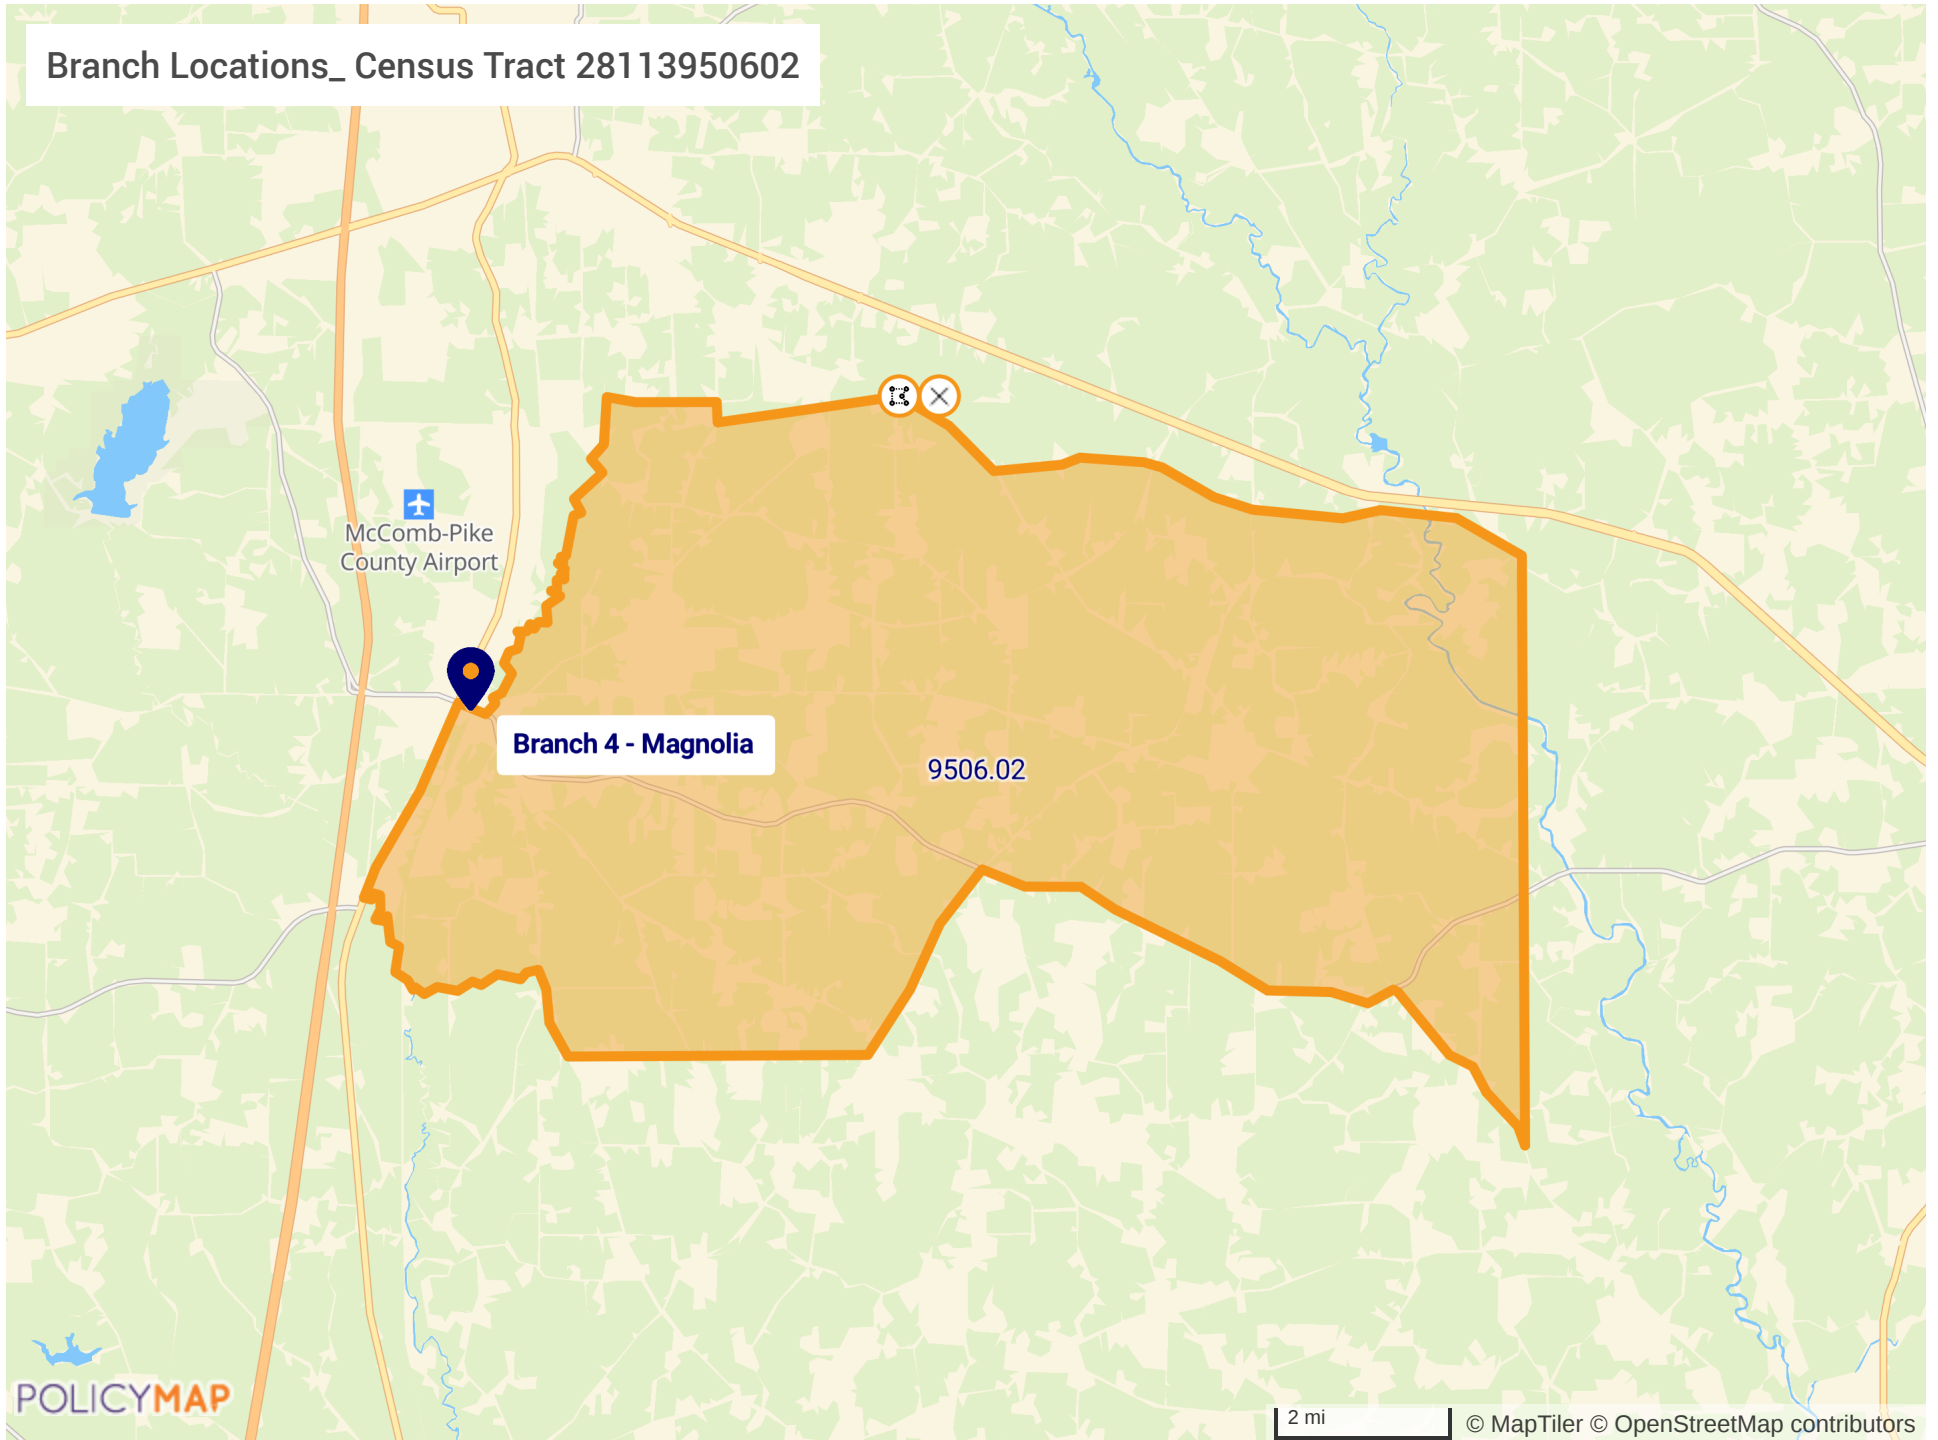 Branch Locations_ Census Tract 28113950602
McComb-Pike
County Airport
Branch 4 - Magnolia
9506.02
POLICYMAP
2 mi
© MapTiler © OpenStreetMap contributors